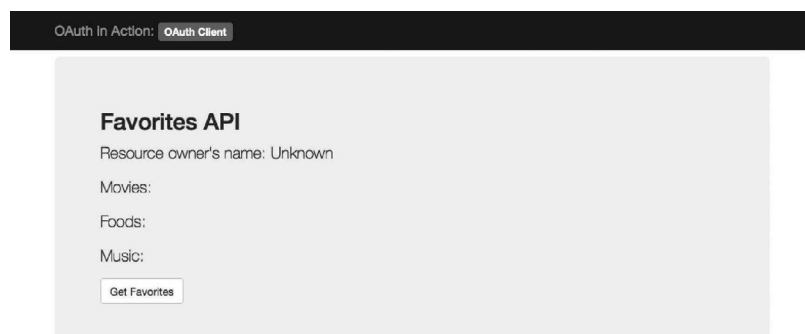 OAuth in Action: OAuth Client
Favorites API
Resource owner's name: Unknown
Movies:
Foods:
Music:
Get Favorites